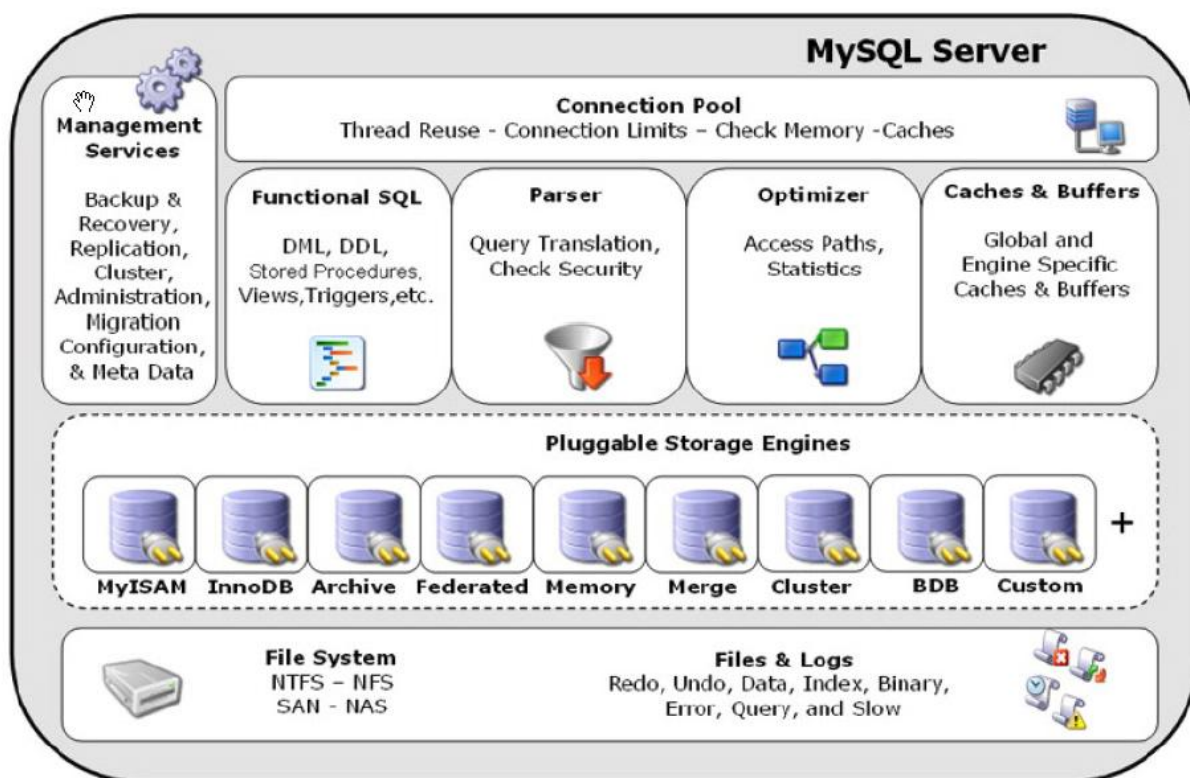 MySQL Server
Management
Services
Backup &
Recovery,
Replication,
Cluster,
Administration,
Migration
Configuration,
& Meta Data
Connection Pool
Thread Reuse - Connection Limits – Check Memory -Caches
Functional SQL
DML, DDL,
Stored Procedures,
Views,Triggers,etc.
Parser
Query Translation,
Check Security
Optimizer
Access Paths,
Statistics
Caches & Buffers
Global and
Engine Specific
Caches & Buffers
Pluggable Storage Engines
MyISAM
InnoDB
Archive
Federated
Memory
Merge
Cluster
BDB
Custom
+
File System
NTFS – NFS
SAN - NAS
Files & Logs
Redo, Undo, Data, Index, Binary,
Error, Query, and Slow